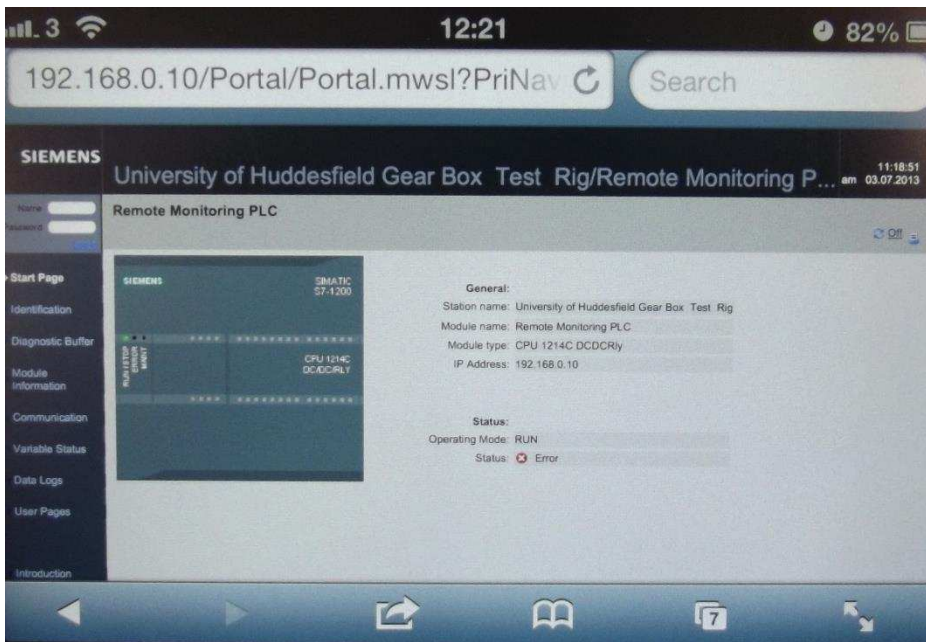 3 12:21 82%
192.168.0.10/Portal/Portal.mwsl?PriNav Search
SIEMENS
University of Huddesfield Gear Box Test Rig/Remote Monitoring P...
11:18:51
am 03.07.2013
Name
Password
Remote Monitoring PLC
Off
Start Page
Identification
Diagnostic Buffer
Module
Information
Communication
Variable Status
Data Logs
User Pages
Introduction
SIEMENS
SIMATIC
S7-1200
RUN / STOP
ERROR
MAINT
CPU 1214C
DC/DC/RLY
General:
Station name: University of Huddesfield Gear Box Test Rig
Module name: Remote Monitoring PLC
Module type: CPU 1214C DCDCRly
IP Address: 192.168.0.10
Status:
Operating Mode: RUN
Status: Error
7